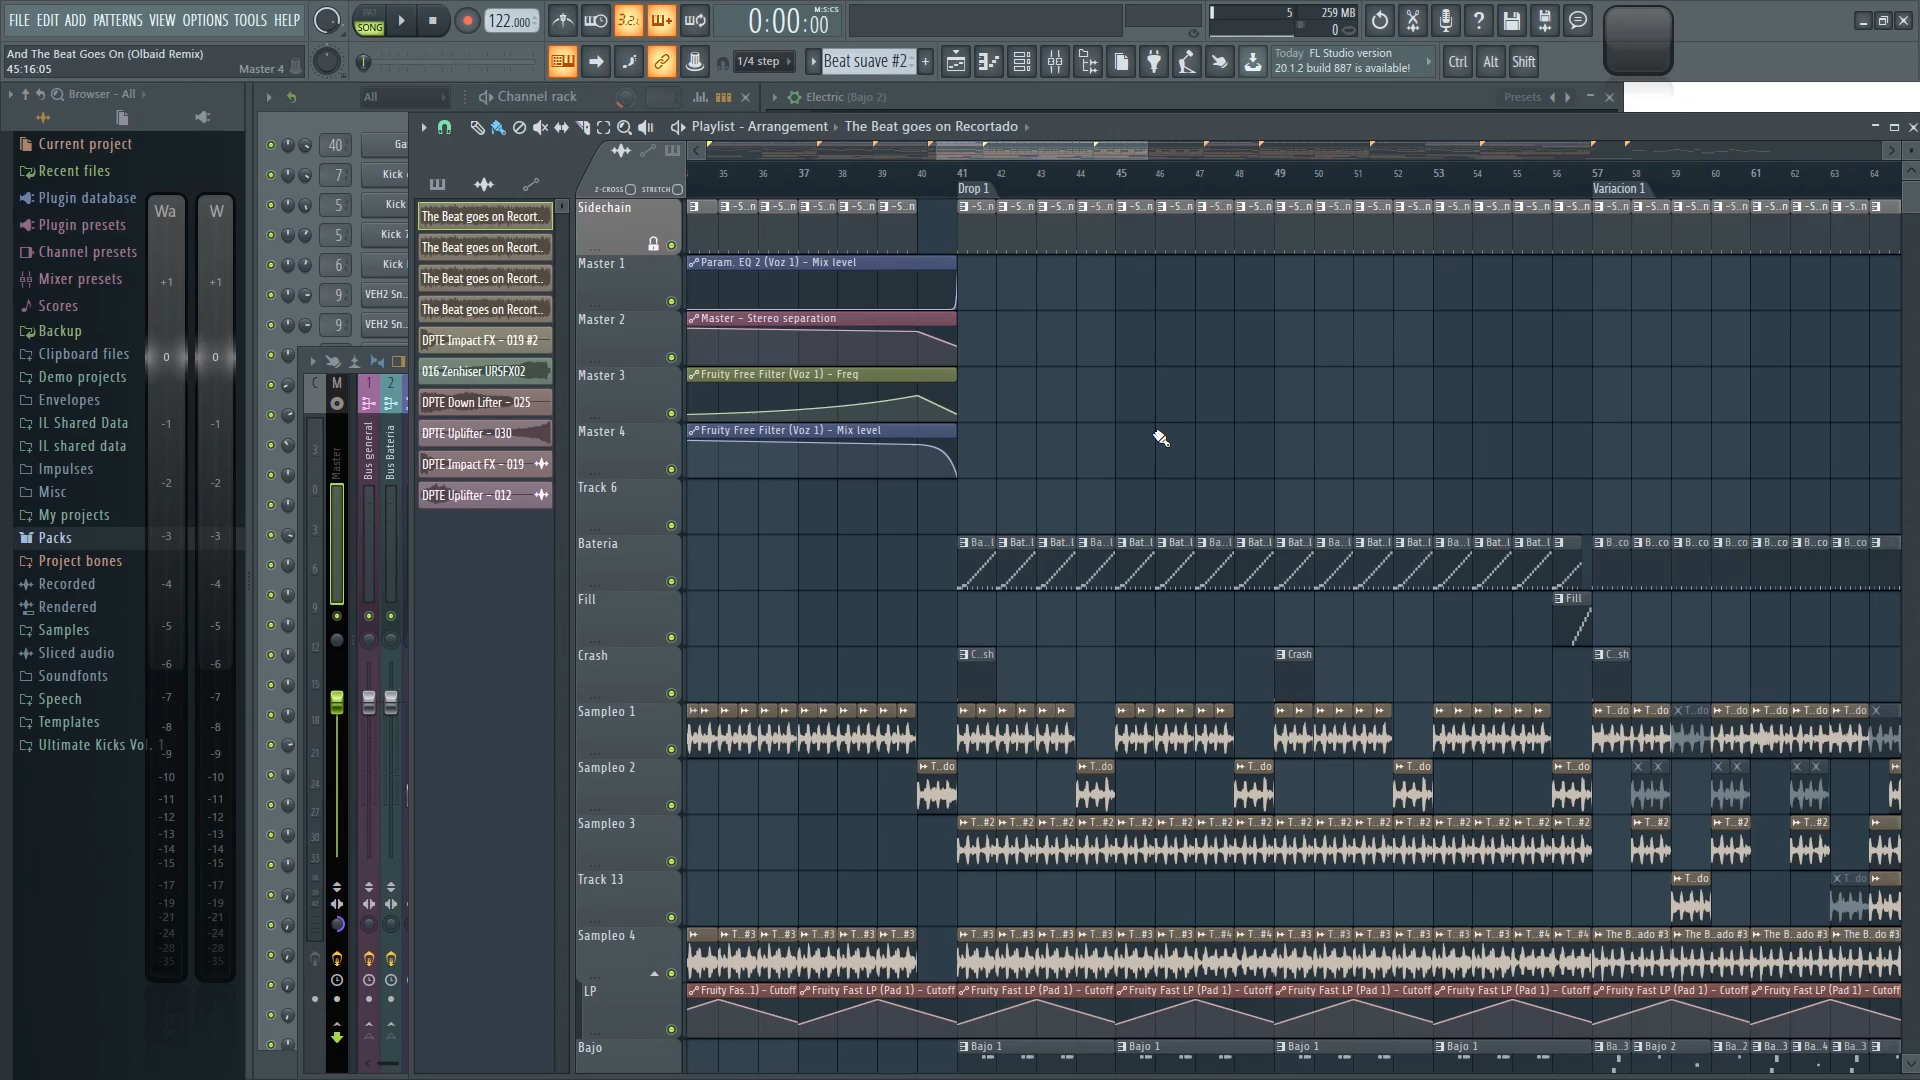 FILE EDIT ADD PATTERNS VIEW OPTIONS TOOLS HELP
PAT
SONG
122.000
3.2.
0:00:00
M:S:CS
5
259 MB
0
And The Beat Goes On (Olbaid Remix)
45:16:05
Master 4
1/4 step
Beat suave #2
+
Today FL Studio version
20.1.2 build 887 is available!
Ctrl
Alt
Shift
Browser - All
All
Channel rack
Electric (Bajo 2)
Presets
Current project
Recent files
Plugin database
Plugin presets
Channel presets
Mixer presets
Scores
Backup
Clipboard files
Demo projects
Envelopes
IL Shared Data
IL shared data
Impulses
Misc
My projects
Packs
Project bones
Recorded
Rendered
Samples
Sliced audio
Soundfonts
Speech
Templates
Ultimate Kicks Vol. 1
Wa
W
40
7
Kick
5
Kick
5
Kick 7
6
Kick
9
VEH2 Sn..
9
VEH2 Sn..
C
M
1
2
Master
Bus general
Bus Bateria
Playlist - Arrangement
The Beat goes on Recortado
Z-CROSS
STRETCH
35 36 37 38 39 40 41 42 43 44 45 46 47 48 49 50 51 52 53 54 55 56 57 58 59 60 61 62 63 64
Drop 1
Variacion 1
The Beat goes on Recort..
The Beat goes on Recort..
The Beat goes on Recort..
The Beat goes on Recort..
DPTE Impact FX - 019 #2
016 Zenhiser URSFX02
DPTE Down Lifter - 025
DPTE Uplifter - 030
DPTE Impact FX - 019
DPTE Uplifter - 012
Sidechain
Master 1
Param. EQ 2 (Voz 1) - Mix level
Master 2
Master - Stereo separation
Master 3
Fruity Free Filter (Voz 1) - Freq
Master 4
Fruity Free Filter (Voz 1) - Mix level
Track 6
Bateria
Fill
Fill
Crash
C..sh
Crash
C..sh
Sampleo 1
Sampleo 2
Sampleo 3
Track 13
Sampleo 4
LP
Fruity Fas..1) - Cutoff
Fruity Fast LP (Pad 1) - Cutoff
Fruity Fast LP (Pad 1) - Cutoff
Fruity Fast LP (Pad 1) - Cutoff
Fruity Fast LP (Pad 1) - Cutoff
Fruity Fast LP (Pad 1) - Cutoff
Fruity Fast LP (Pad 1) - Cutoff
Fruity Fast LP (Pad 1) - Cutoff
Bajo
Bajo 1
Bajo 1
Bajo 1
Bajo 1
Ba..3
Bajo 2
Ba..2
Ba..3
Ba..4
Ba..3